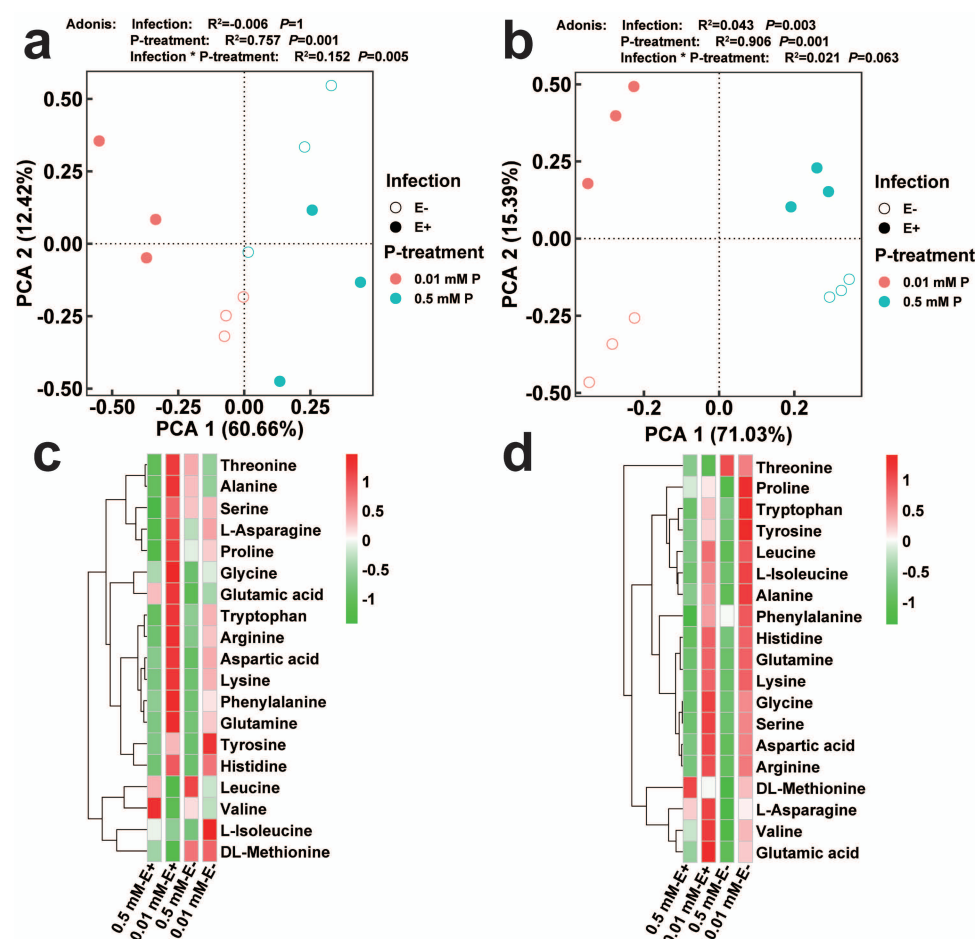 a
Adonis: Infection: R²=-0.006 P=1
P-treatment: R²=0.757 P=0.001
Infection * P-treatment: R²=0.152 P=0.005
0.50
0.25
0.00
-0.25
-0.50
PCA 2 (12.42%)
-0.50
-0.25
0.00
0.25
PCA 1 (60.66%)
Infection
E-
E+
P-treatment
0.01 mM P
0.5 mM P
b
Adonis: Infection: R²=0.043 P=0.003
P-treatment: R²=0.906 P=0.001
Infection * P-treatment: R²=0.021 P=0.063
0.50
0.25
0.00
-0.25
-0.50
PCA 2 (15.39%)
-0.2
0.0
0.2
PCA 1 (71.03%)
Infection
E-
E+
P-treatment
0.01 mM P
0.5 mM P
c
Threonine
Alanine
Serine
L-Asparagine
Proline
Glycine
Glutamic acid
Tryptophan
Arginine
Aspartic acid
Lysine
Phenylalanine
Glutamine
Tyrosine
Histidine
Leucine
Valine
L-Isoleucine
DL-Methionine
1
0.5
0
-0.5
-1
0.5 mM-E+
0.01 mM-E+
0.5 mM-E-
0.01 mM-E-
d
Threonine
Proline
Tryptophan
Tyrosine
Leucine
L-Isoleucine
Alanine
Phenylalanine
Histidine
Glutamine
Lysine
Glycine
Serine
Aspartic acid
Arginine
DL-Methionine
L-Asparagine
Valine
Glutamic acid
1
0.5
0
-0.5
-1
0.5 mM-E+
0.01 mM-E+
0.5 mM-E-
0.01 mM-E-